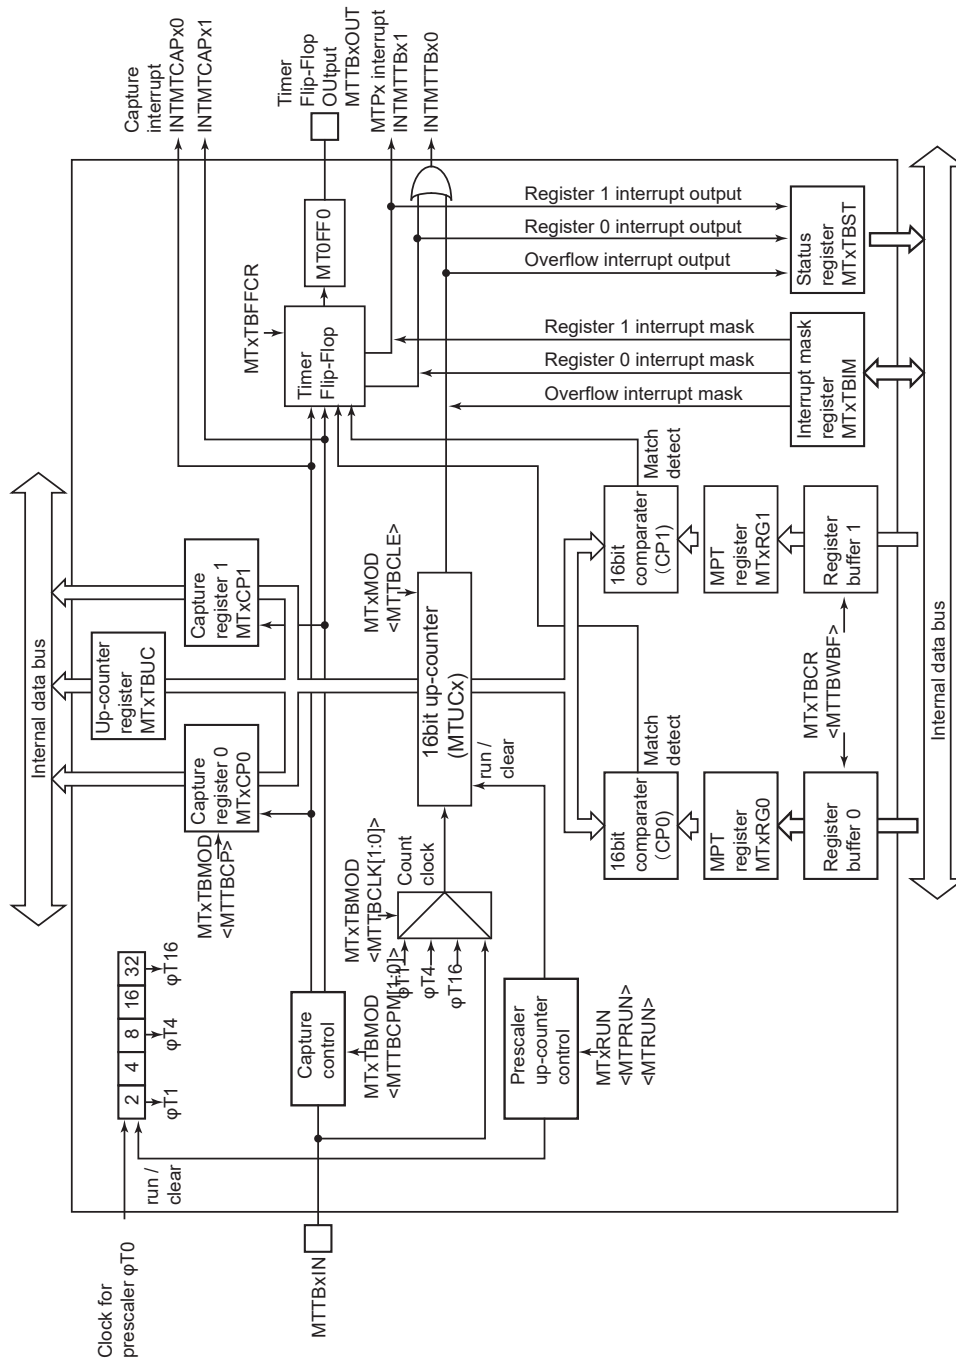 Internal data bus
Clock for
prescaler φT0
run /
clear
2
4
8
16
32
φT1
φT4
φT16
MTxTBMOD
<MTTBCP>
Capture
register 0
MTxCP0
Up-counter
register
MTxTBUC
Capture
register 1
MTxCP1
Capture
interrupt
INTMTCAPx0
INTMTCAPx1
MTTBxIN
Capture
control
MTxTBMOD
<MTTBCPM[1:0]>
MTxTBFFCR
Timer
Flip-Flop
MT0FF0
Timer
Flip-Flop
OUtput
MTTBxOUT
MTPx interrupt
INTMTTBx1
INTMTTBx0
MTxTBMOD
<MTTBCLK[1:0]>
φT1
φT4
φT16
Count
clock
16bit up-counter
(MTUCx)
run /
clear
MTxMOD
<MTTBCLE>
Prescaler
up-counter
control
MTxRUN
<MTPRUN>
<MTRUN>
Match
detect
16bit
comparater
(CP0)
MPT
register
MTxRG0
Register
buffer 0
MTxTBCR
<MTTBWBF>
Match
detect
16bit
comparater
(CP1)
MPT
register
MTxRG1
Register
buffer 1
Register 1 interrupt output
Register 0 interrupt output
Overflow interrupt output
Register 1 interrupt mask
Register 0 interrupt mask
Overflow interrupt mask
Interrupt mask
register
MTxTBIM
Status
register
MTxTBST
Internal data bus